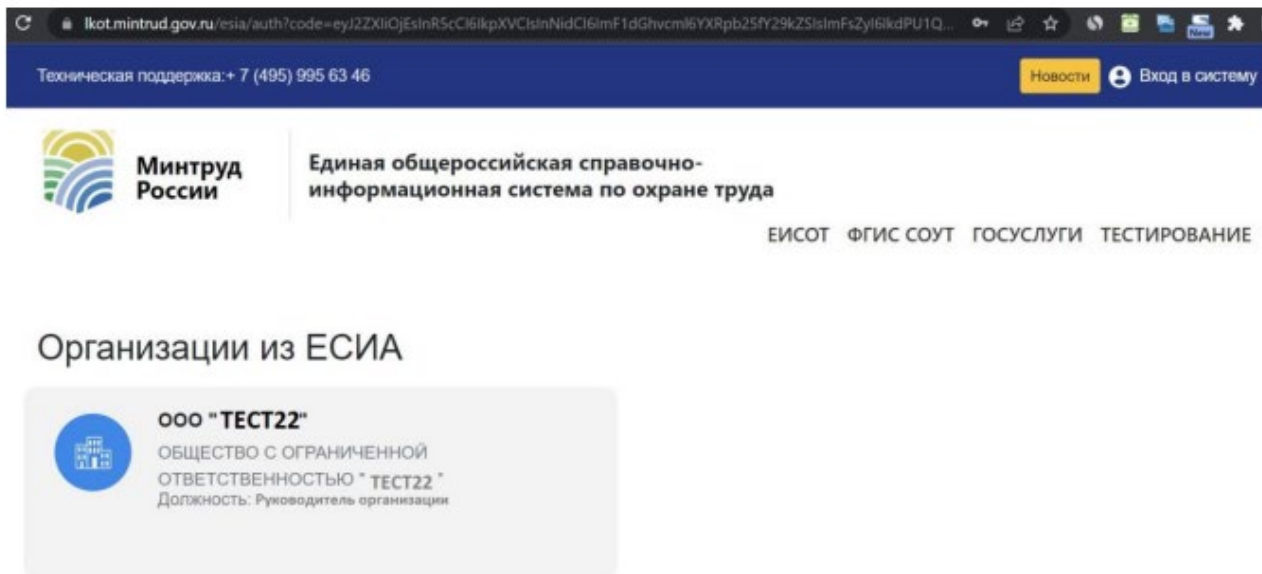 lkot.mintrud.gov.ru/esia/auth?code=
Техническая поддержка:+ 7 (495) 995 63 46
Новости
Вход в систему
Минтруд
России
Единая общероссийская справочно-
информационная система по охране труда
ЕИСОТ ФГИС СОУТ ГОСУСЛУГИ ТЕСТИРОВАНИЕ
Организации из ЕСИА
ООО "ТЕСТ22"
ОБЩЕСТВО С ОГРАНИЧЕННОЙ
ОТВЕТСТВЕННОСТЬЮ " ТЕСТ22 "
Должность: Руководитель организации